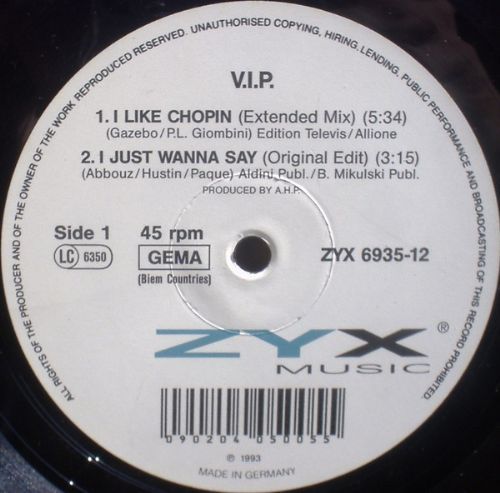 ALL RIGHTS OF THE PRODUCER AND OF THE OWNER OF THE WORK REPRODUCED RESERVED. UNAUTHORISED COPYING, HIRING, LENDING, PUBLIC PERFORMANCE AND BROADCASTING OF THIS RECORD PROHIBITED.
V.I.P.
1. I LIKE CHOPIN (Extended Mix) (5:34)
(Gazebo/P.L. Giombini) Edition Televis/Allione
2. I JUST WANNA SAY (Original Edit) (3:15)
(Abbouz/Hustin/Paque) Aldini Publ./B. Mikulski Publ.
PRODUCED BY A.H.P.
Side 1 45 rpm
LC 6350 GEMA ZYX 6935-12
(Biem Countries)
ZYX ®
MUSIC
090204 050055
℗ 1993
MADE IN GERMANY